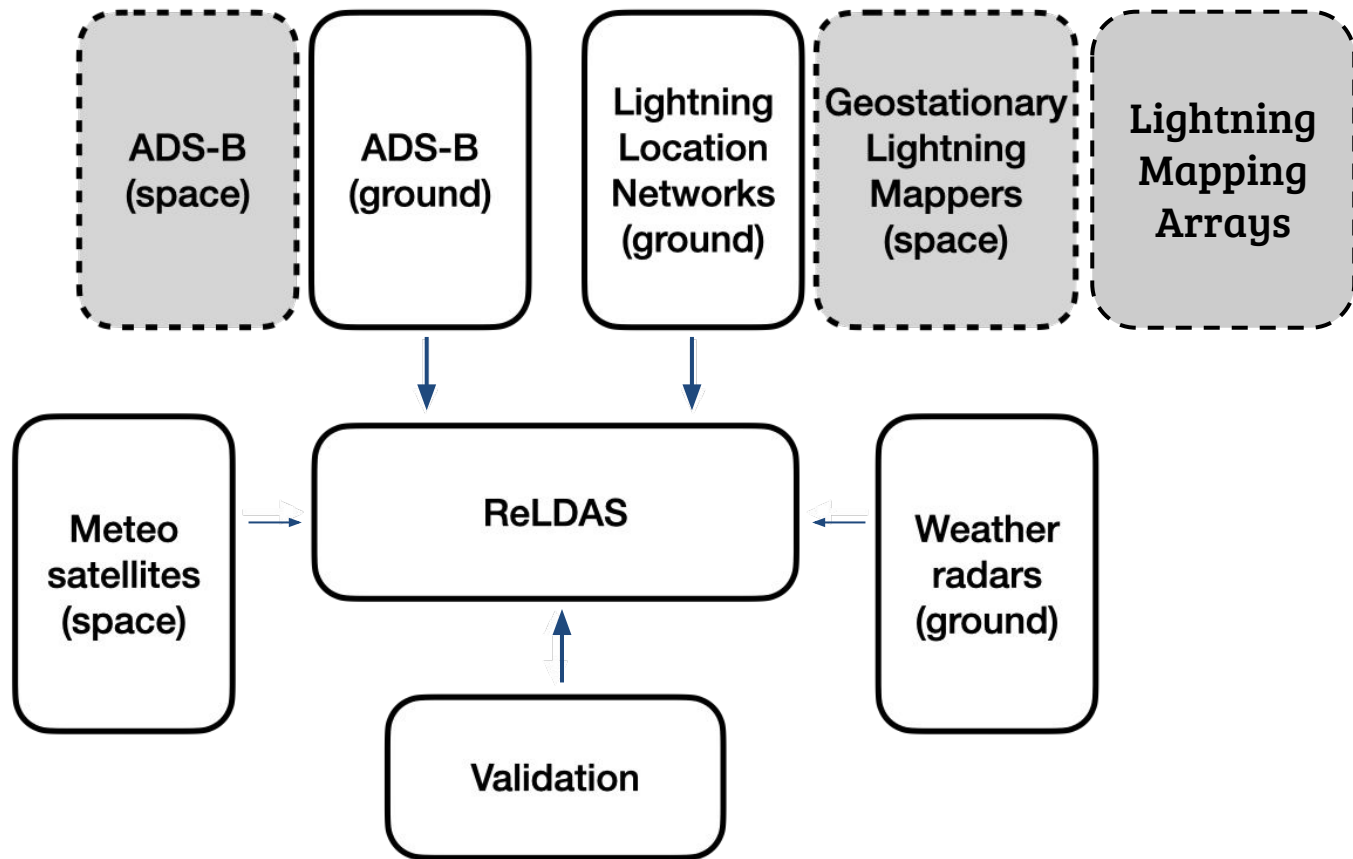 ADS-B
(space)
ADS-B
(ground)
Lightning
Location
Networks
(ground)
Geostationary
Lightning
Mappers
(space)
Lightning
Mapping
Arrays
Meteo
satellites
(space)
ReLDAS
Weather
radars
(ground)
Validation